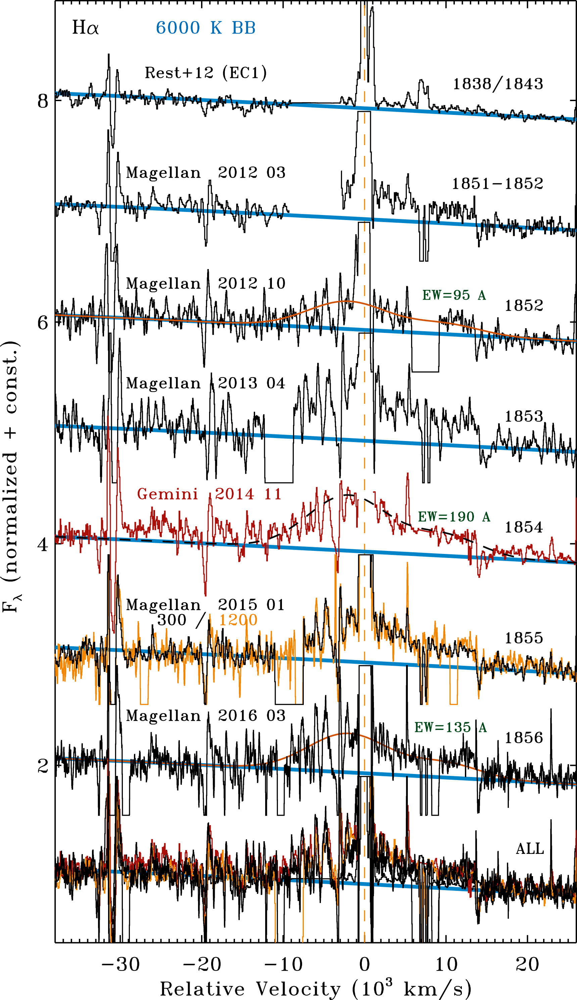 Hα 6000 K BB
Rest+12 (EC1) 1838/1843
8
Magellan 2012 03 1851-1852
Magellan 2012 10 EW=95 A 1852
6
Magellan 2013 04 1853
Gemini 2014 11 EW=190 A 1854
4
Magellan 2015 01
300 / 1200 1855
Magellan 2016 03 EW=135 A 1856
2
ALL
Fλ (normalized + const.)
−30 −20 −10 0 10 20
Relative Velocity (10³ km/s)